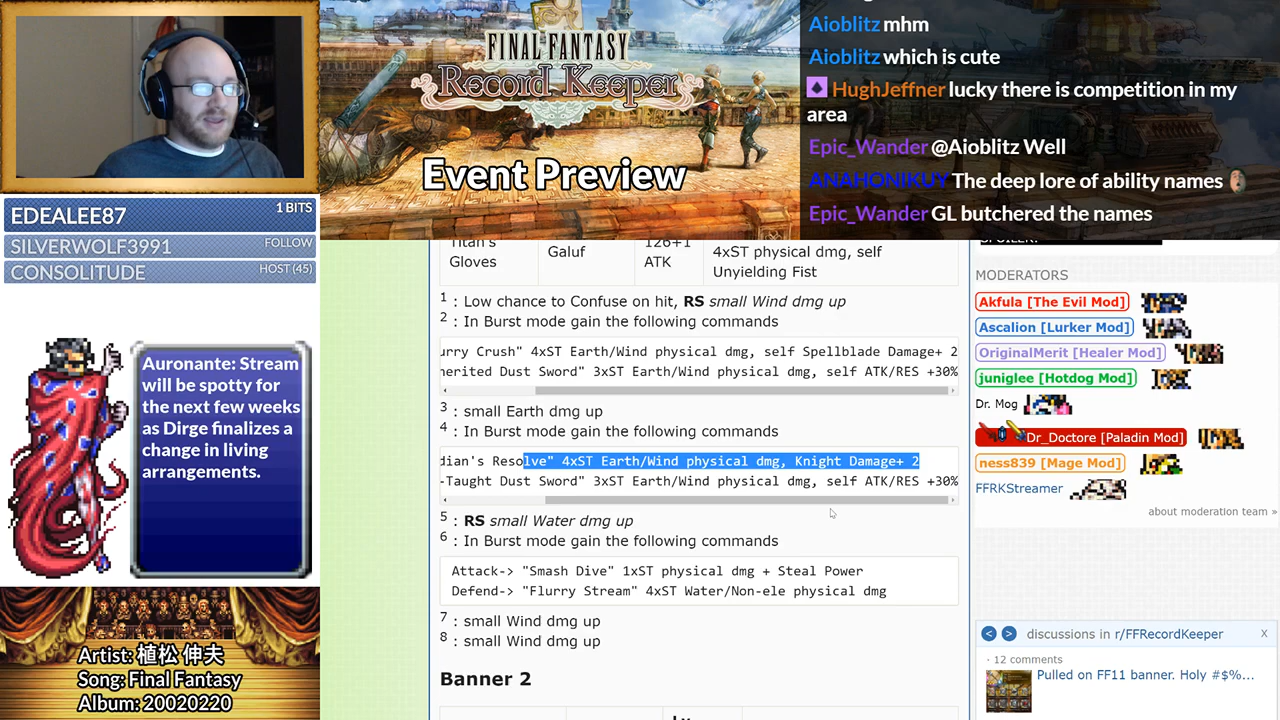 FINAL FANTASY
Record Keeper
Event Preview
Aioblitz mhm
Aioblitz which is cute
HughJeffner lucky there is competition in my
area
Epic_Wander @Aioblitz Well
ANAHONIKUY The deep lore of ability names
Epic_Wander GL butchered the names
EDEALEE87 1 BITS
SILVERWOLF3991 FOLLOW
CONSOLITUDE HOST (45)
Auronante: Stream
will be spotty for
the next few weeks
as Dirge finalizes a
change in living
arrangements.
Artist: 植松 伸夫
Song: Final Fantasy
Album: 20020220
Titan's
Gloves
Galuf
126+1
ATK
4xST physical dmg, self
Unyielding Fist
1 : Low chance to Confuse on hit, RS small Wind dmg up
2 : In Burst mode gain the following commands
urry Crush" 4xST Earth/Wind physical dmg, self Spellblade Damage+ 2
herited Dust Sword" 3xST Earth/Wind physical dmg, self ATK/RES +30%
3 : small Earth dmg up
4 : In Burst mode gain the following commands
dian's Resolve" 4xST Earth/Wind physical dmg, Knight Damage+ 2
-Taught Dust Sword" 3xST Earth/Wind physical dmg, self ATK/RES +30%
5 : RS small Water dmg up
6 : In Burst mode gain the following commands
Attack-> "Smash Dive" 1xST physical dmg + Steal Power
Defend-> "Flurry Stream" 4xST Water/Non-ele physical dmg
7 : small Wind dmg up
8 : small Wind dmg up
Banner 2
MODERATORS
Akfula [The Evil Mod]
Ascalion [Lurker Mod]
OriginalMerit [Healer Mod]
juniglee [Hotdog Mod]
Dr. Mog
Dr_Doctore [Paladin Mod]
ness839 [Mage Mod]
FFRKStreamer
about moderation team »
< > discussions in r/FFRecordKeeper X
· 12 comments
Pulled on FF11 banner. Holy #$%...